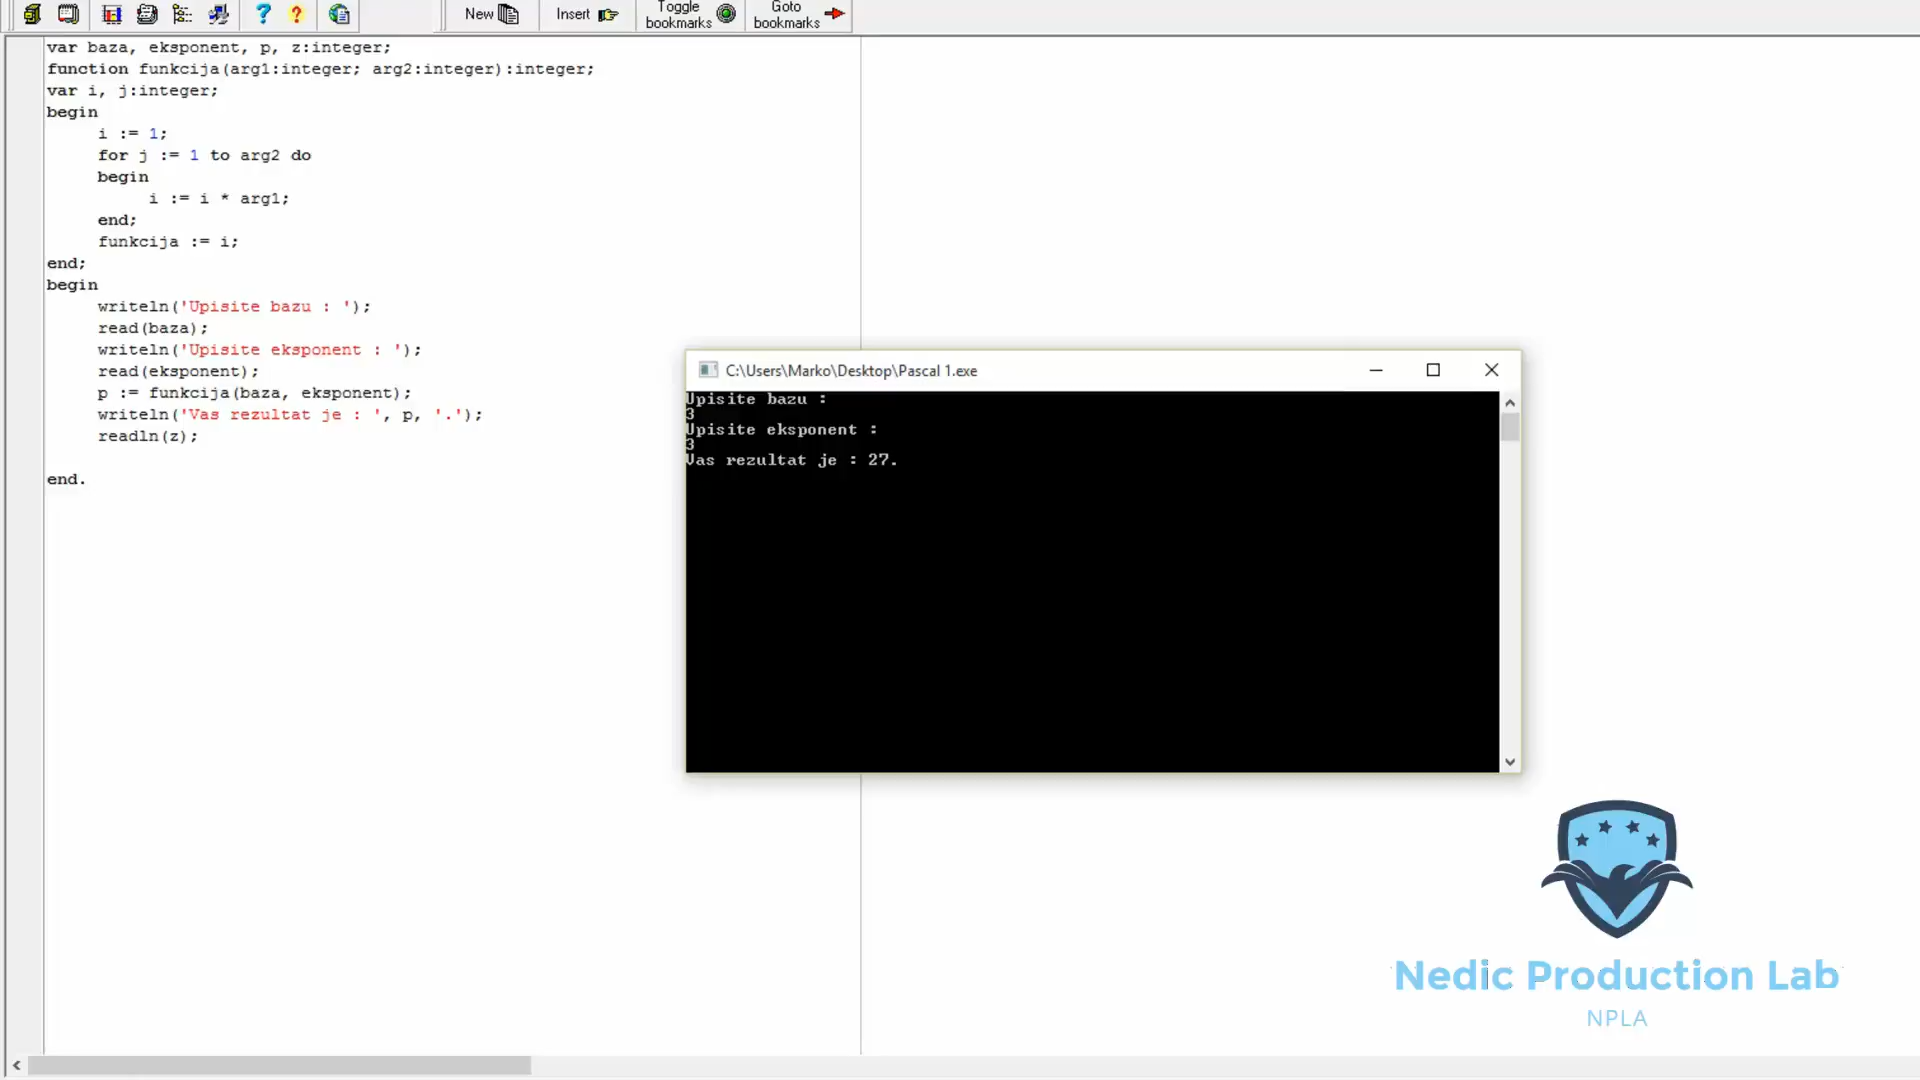 New
Insert
Toggle
bookmarks
Goto
bookmarks
var baza, eksponent, p, z:integer;
function funkcija(arg1:integer; arg2:integer):integer;
var i, j:integer;
begin
i := 1;
for j := 1 to arg2 do
begin
i := i * arg1;
end;
funkcija := i;
end;
begin
writeln('Upisite bazu : ');
read(baza);
writeln('Upisite eksponent : ');
read(eksponent);
p := funkcija(baza, eksponent);
writeln('Vas rezultat je : ', p, '.');
readln(z);
end.
C:\Users\Marko\Desktop\Pascal 1.exe
Upisite bazu :
3
Upisite eksponent :
3
Vas rezultat je : 27.
Nedic Production Lab
NPLA